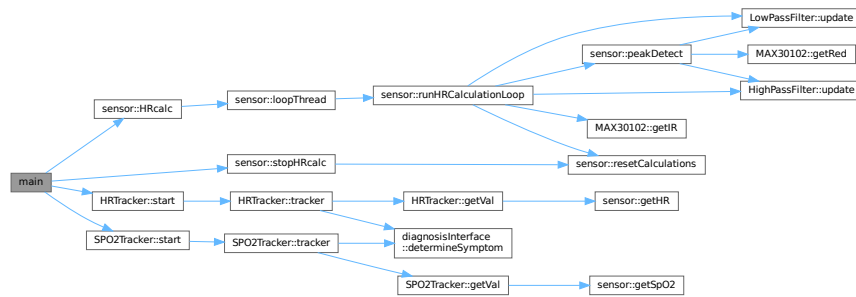 main
sensor::HRcalc
sensor::loopThread
sensor::runHRCalculationLoop
LowPassFilter::update
sensor::peakDetect
MAX30102::getRed
HighPassFilter::update
MAX30102::getIR
sensor::resetCalculations
sensor::stopHRcalc
HRTracker::start
HRTracker::tracker
HRTracker::getVal
sensor::getHR
diagnosisInterface
::determineSymptom
SPO2Tracker::start
SPO2Tracker::tracker
SPO2Tracker::getVal
sensor::getSpO2